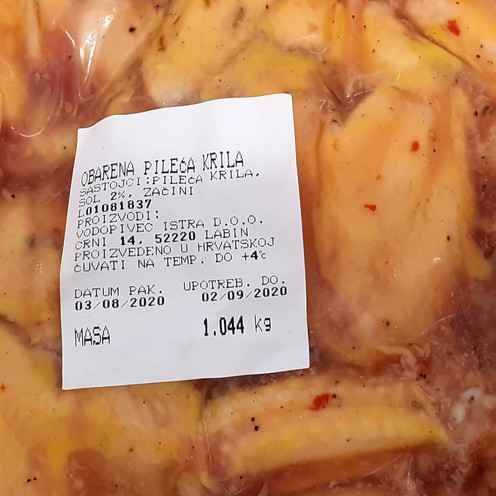 OBARENA PILEĆA KRILA
SASTOJCI:PILEĆA KRILA,
SOL 2%, ZAČINI
L01081837
PROIZVODI:
VODOPIVEC ISTRA D.O.O.
CRNI 14, 52220 LABIN
PROIZVEDENO U HRVATSKOJ
ČUVATI NA TEMP. DO +4°c
DATUM PAK. UPOTREB. DO.
03/08/2020 02/09/2020
MASA 1.044 kg